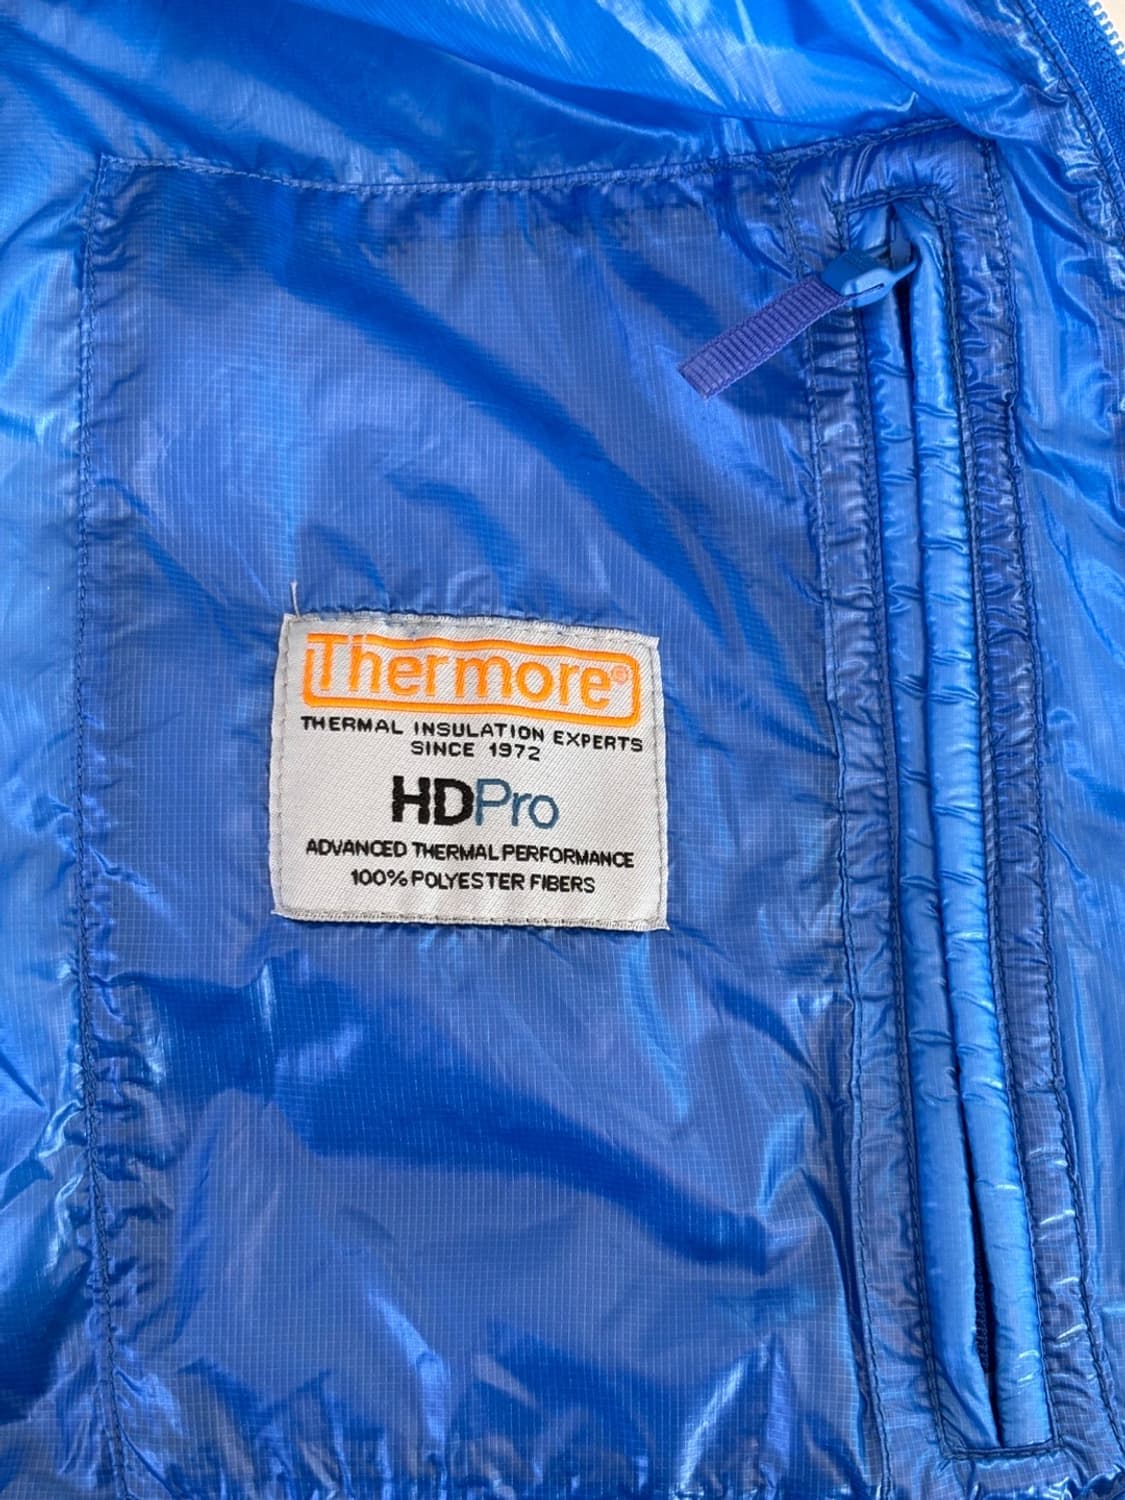 Thermore®
THERMAL INSULATION EXPERTS
SINCE 1972
HDPro
ADVANCED THERMAL PERFORMANCE
100% POLYESTER FIBERS